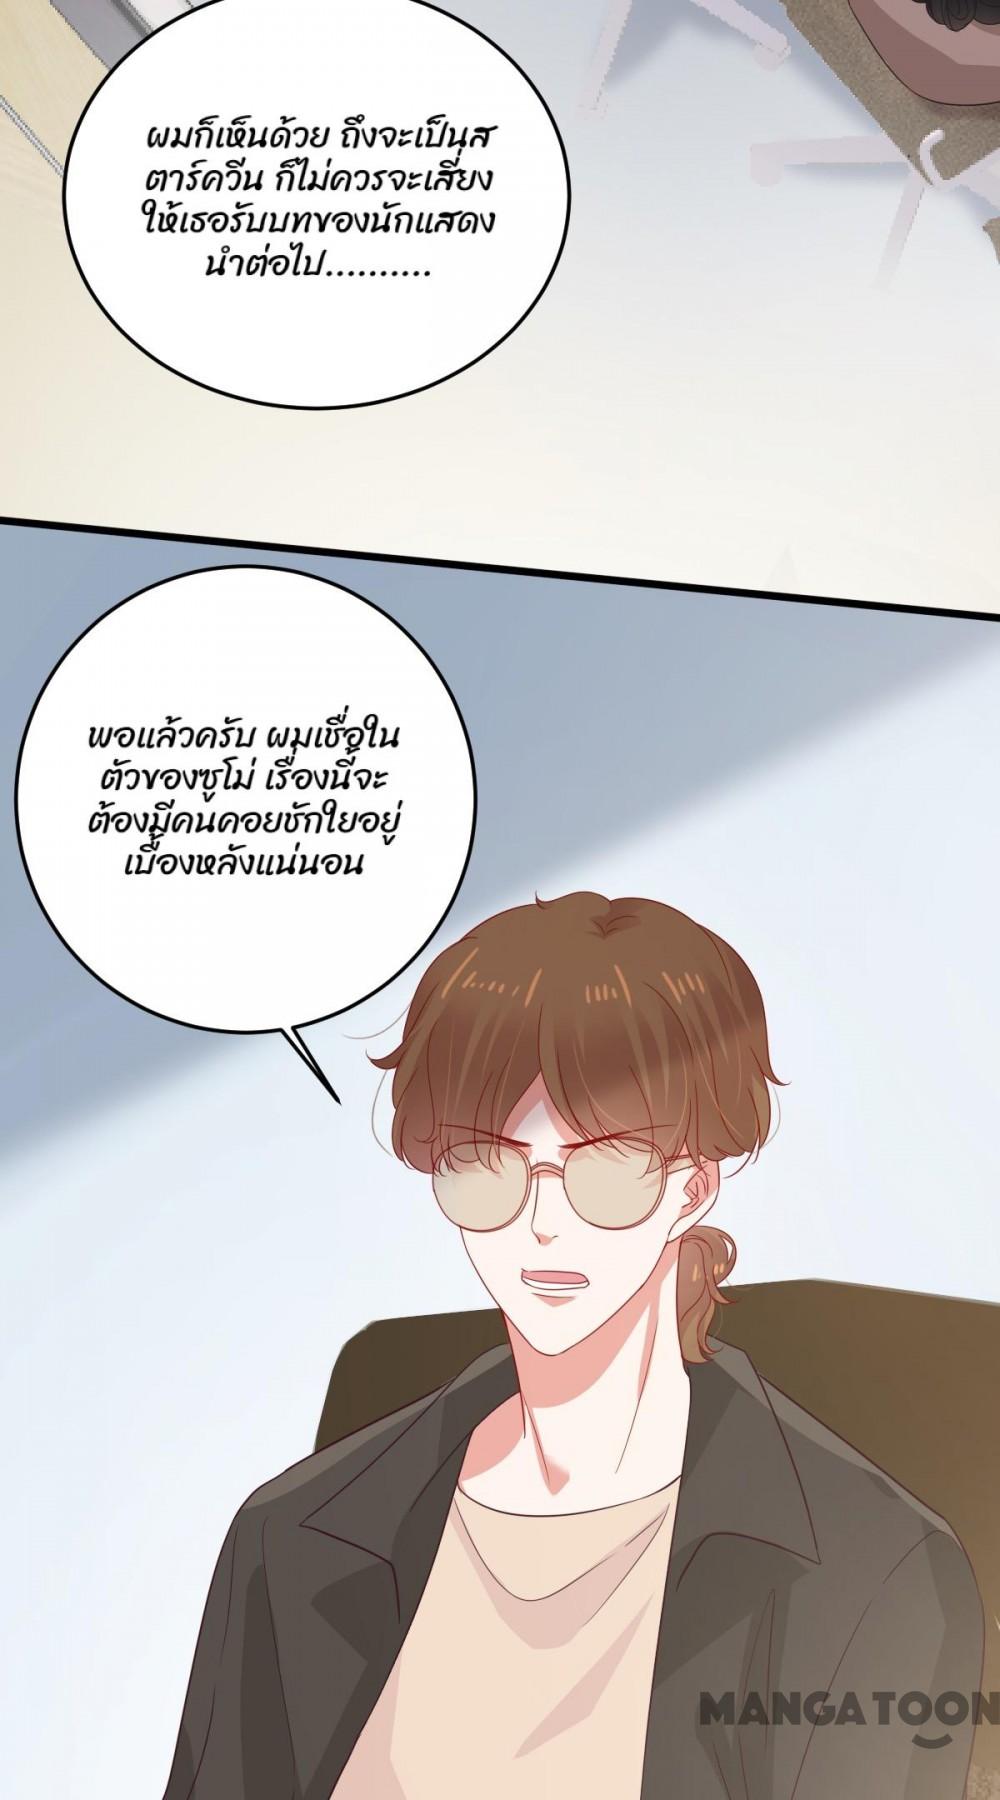 ผมก็เห็นด้วย ถึงจะเป็นส
ตาร์ควีน ก็ไม่ควรจะเสี่ยง
ให้เธอรับบทของนักแสดง
นำต่อไป..........
พอแล้วครับ ผมเชื่อใน
ตัวของซูโม่ เรื่องนี้จะ
ต้องมีคนคอยชักใยอยู่
เบื้องหลังแน่นอน
MANGATOON